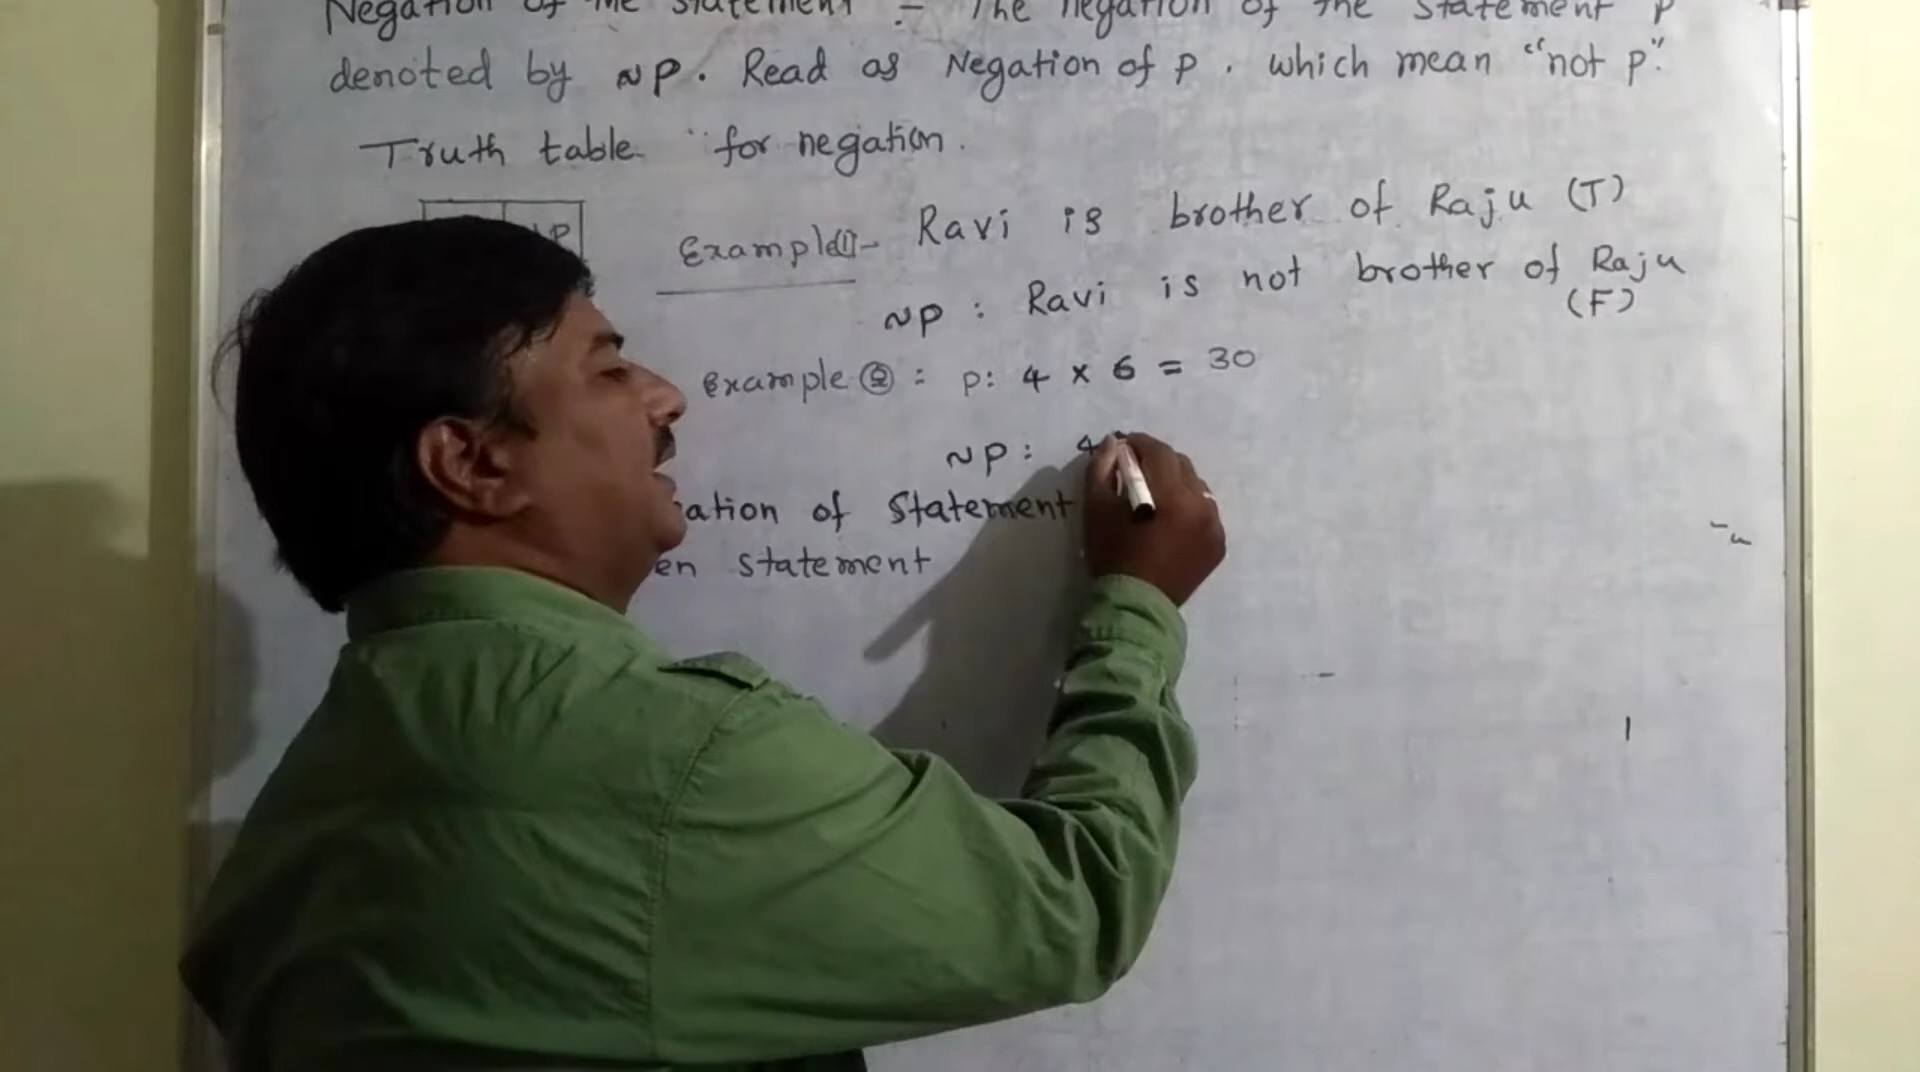 Negation of the statement :- The negation of the statement p
denoted by ~p. Read as Negation of p. which mean "not p".
Truth table for negation.
~p
Example① - Ravi is brother of Raju (T)
~p : Ravi is not brother of Raju
(F)
Example ② : p: 4 × 6 = 30
~p: 4
ation of Statement
en statement